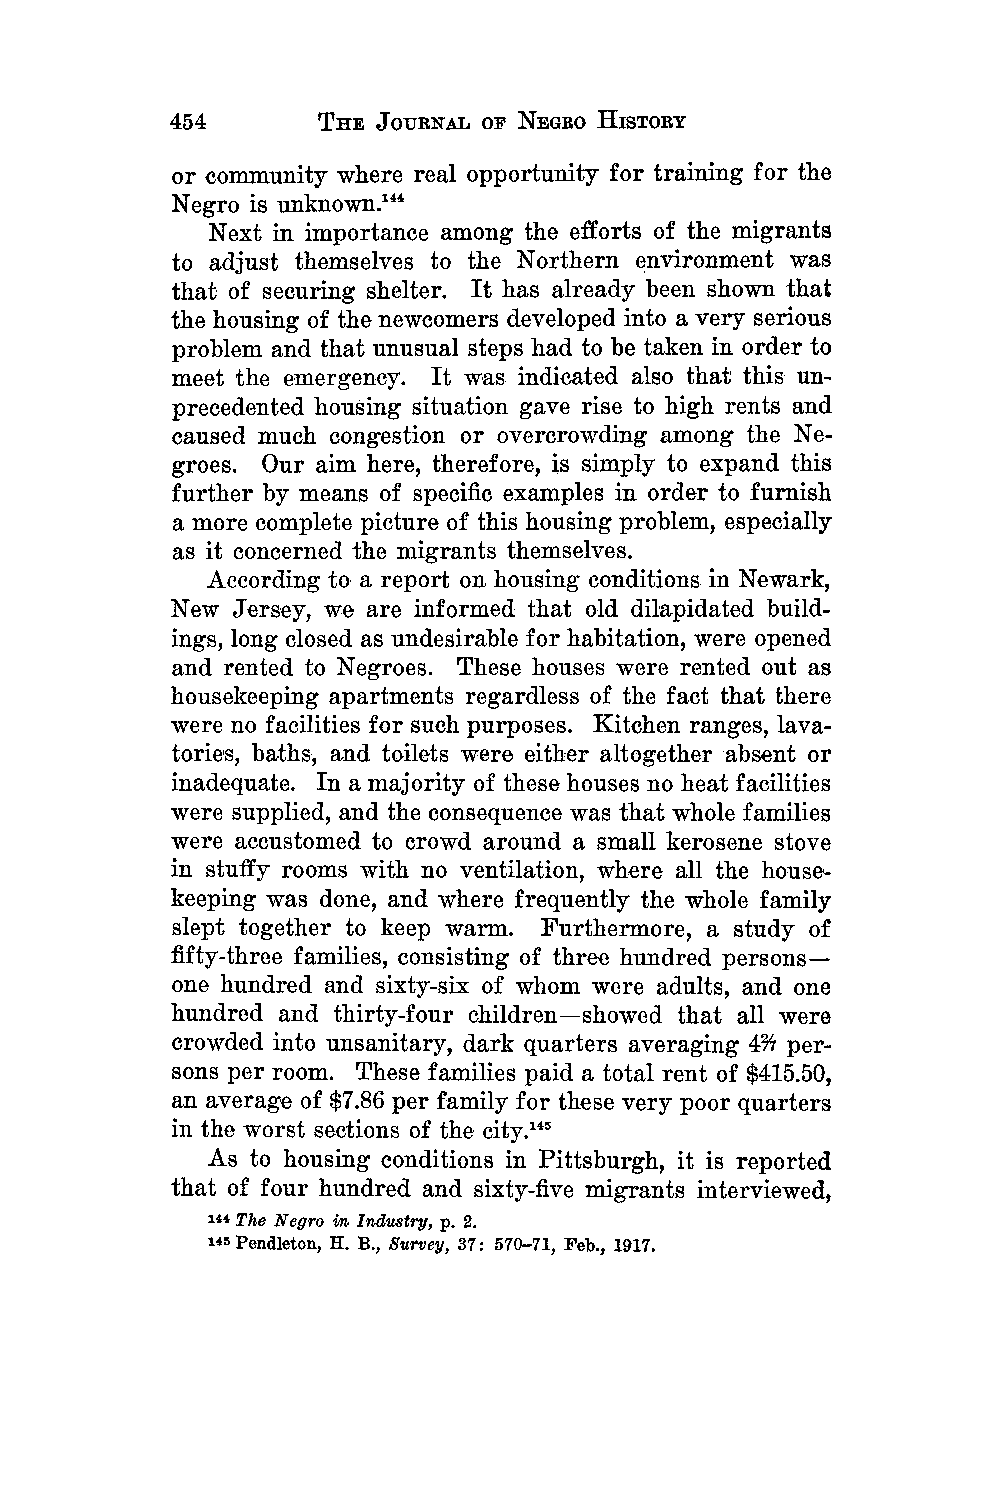 454 THE JOURNAL OF NEGRO HISTORY
or community where real opportunity for training for the
Negro is unknown.¹⁴⁴
Next in importance among the efforts of the migrants
to adjust themselves to the Northern environment was
that of securing shelter. It has already been shown that
the housing of the newcomers developed into a very serious
problem and that unusual steps had to be taken in order to
meet the emergency. It was indicated also that this un-
precedented housing situation gave rise to high rents and
caused much congestion or overcrowding among the Ne-
groes. Our aim here, therefore, is simply to expand this
further by means of specific examples in order to furnish
a more complete picture of this housing problem, especially
as it concerned the migrants themselves.
According to a report on housing conditions in Newark,
New Jersey, we are informed that old dilapidated build-
ings, long closed as undesirable for habitation, were opened
and rented to Negroes. These houses were rented out as
housekeeping apartments regardless of the fact that there
were no facilities for such purposes. Kitchen ranges, lava-
tories, baths, and toilets were either altogether absent or
inadequate. In a majority of these houses no heat facilities
were supplied, and the consequence was that whole families
were accustomed to crowd around a small kerosene stove
in stuffy rooms with no ventilation, where all the house-
keeping was done, and where frequently the whole family
slept together to keep warm. Furthermore, a study of
fifty-three families, consisting of three hundred persons—
one hundred and sixty-six of whom were adults, and one
hundred and thirty-four children—showed that all were
crowded into unsanitary, dark quarters averaging 4 per-
sons per room. These families paid a total rent of $415.50,
an average of $7.86 per family for these very poor quarters
in the worst sections of the city.¹⁴⁵
As to housing conditions in Pittsburgh, it is reported
that of four hundred and sixty-five migrants interviewed,
¹⁴⁴ The Negro in Industry, p. 2.
¹⁴⁵ Pendleton, H. B., Survey, 37: 570–71, Feb., 1917.